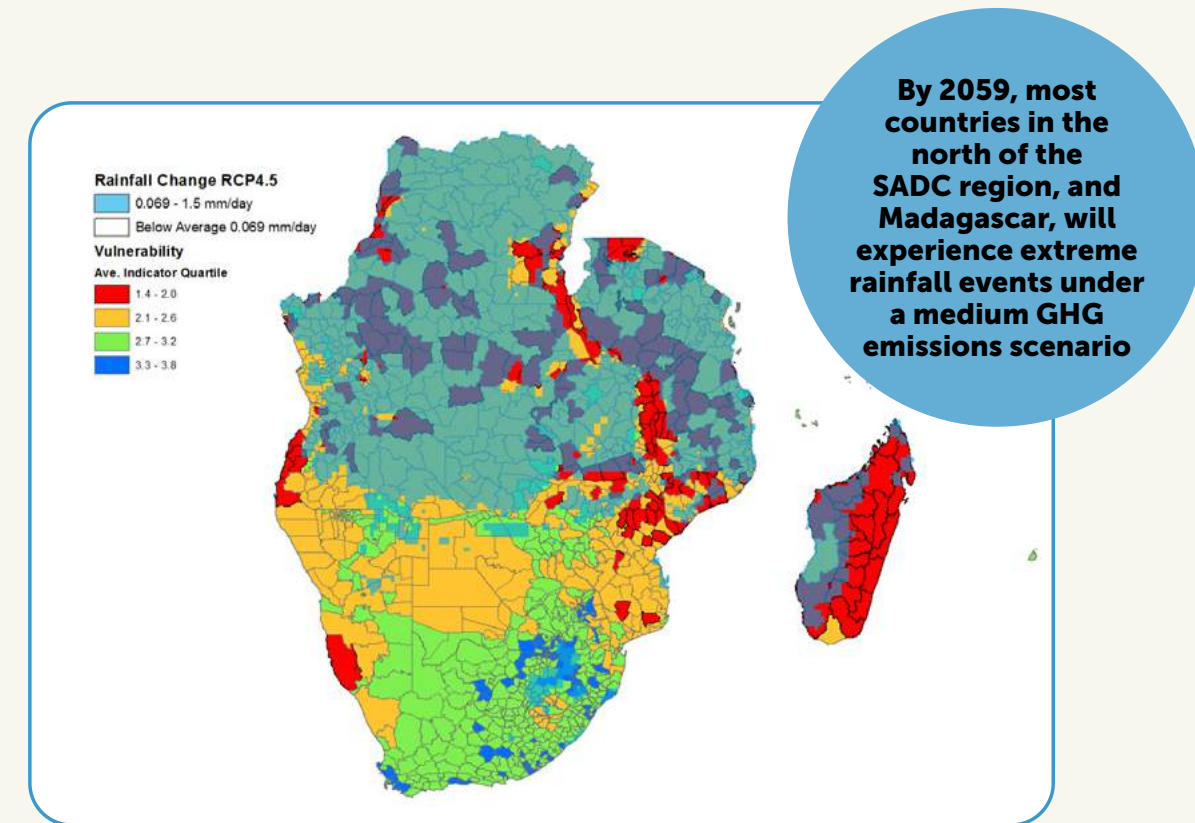 By 2059, most
countries in the
north of the
SADC region, and
Madagascar, will
experience extreme
rainfall events under
a medium GHG
emissions scenario
Rainfall Change RCP4.5
0.069 - 1.5 mm/day
Below Average 0.069 mm/day
Vulnerability
Ave. Indicator Quartile
1.4 - 2.0
2.1 - 2.6
2.7 - 3.2
3.3 - 3.8